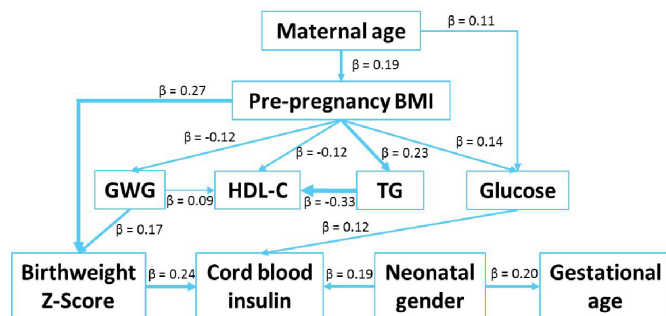 Maternal age
β = 0.11
β = 0.19
β = 0.27
Pre-pregnancy BMI
β = -0.12
β = -0.12
β = 0.23
β = 0.14
GWG
β = 0.09
HDL-C
β = -0.33
TG
Glucose
β = 0.17
β = 0.12
Birthweight
Z-Score
β = 0.24
Cord blood
insulin
β = 0.19
Neonatal
gender
β = 0.20
Gestational
age